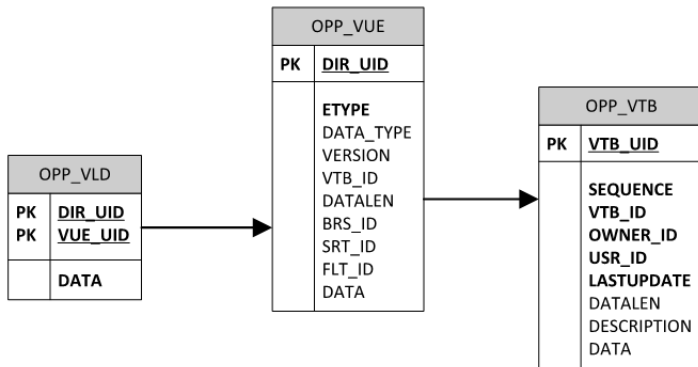 OPP_VLD
PK DIR_UID
PK VUE_UID
DATA
OPP_VUE
PK DIR_UID
ETYPE
DATA_TYPE
VERSION
VTB_ID
DATALEN
BRS_ID
SRT_ID
FLT_ID
DATA
OPP_VTB
PK VTB_UID
SEQUENCE
VTB_ID
OWNER_ID
USR_ID
LASTUPDATE
DATALEN
DESCRIPTION
DATA